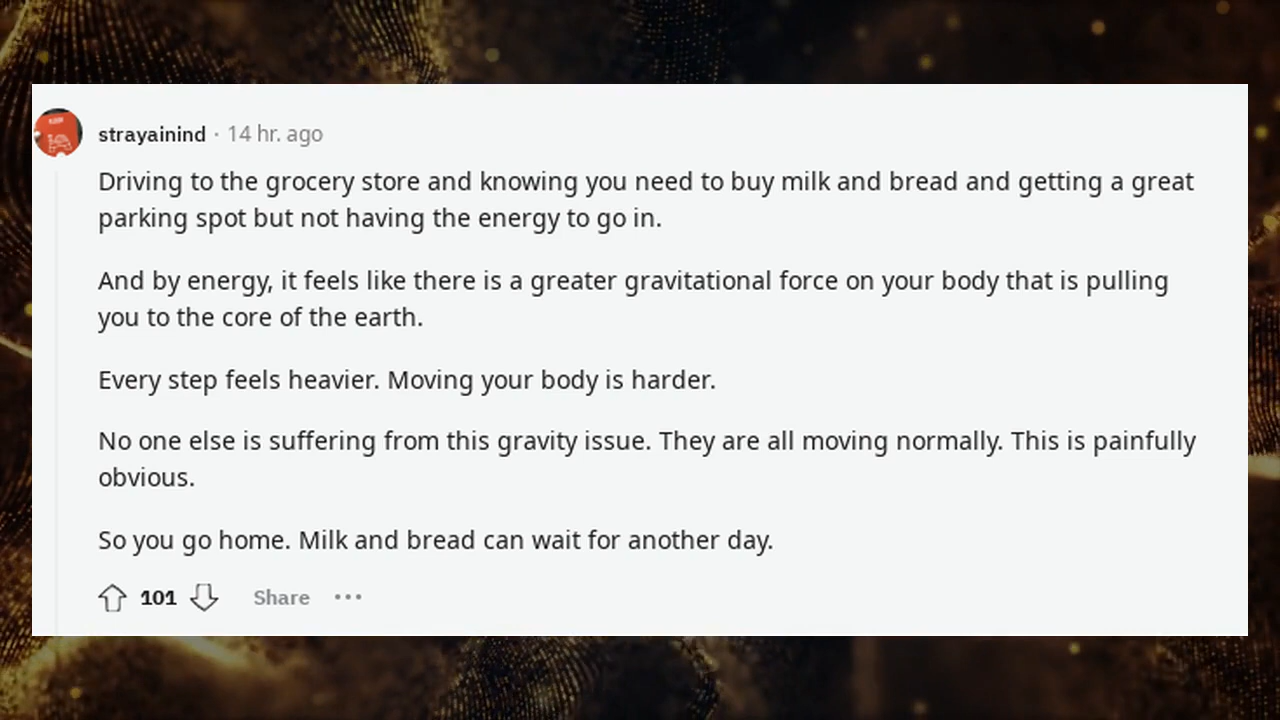 strayainind · 14 hr. ago
Driving to the grocery store and knowing you need to buy milk and bread and getting a great
parking spot but not having the energy to go in.
And by energy, it feels like there is a greater gravitational force on your body that is pulling
you to the core of the earth.
Every step feels heavier. Moving your body is harder.
No one else is suffering from this gravity issue. They are all moving normally. This is painfully
obvious.
So you go home. Milk and bread can wait for another day.
101 Share ···